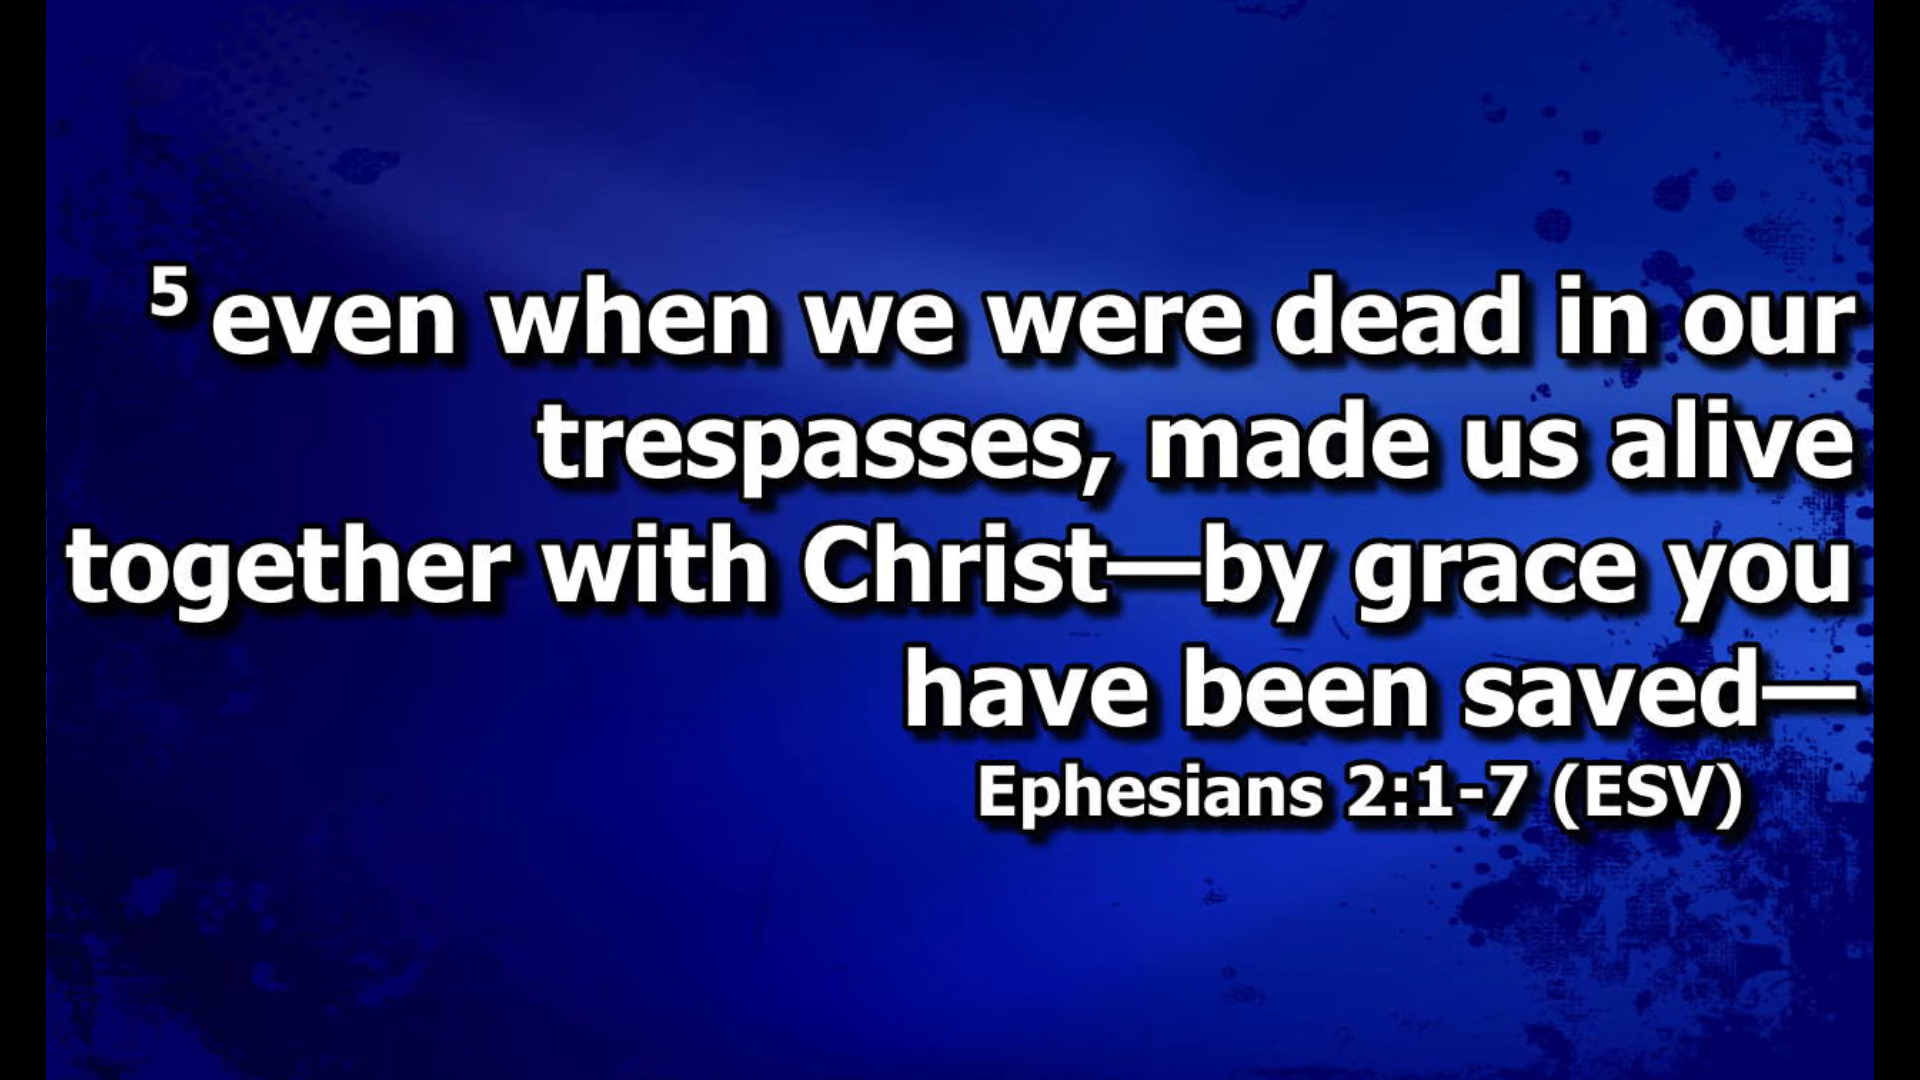 5 even when we were dead in our
trespasses, made us alive
together with Christ—by grace you
have been saved—
Ephesians 2:1-7 (ESV)